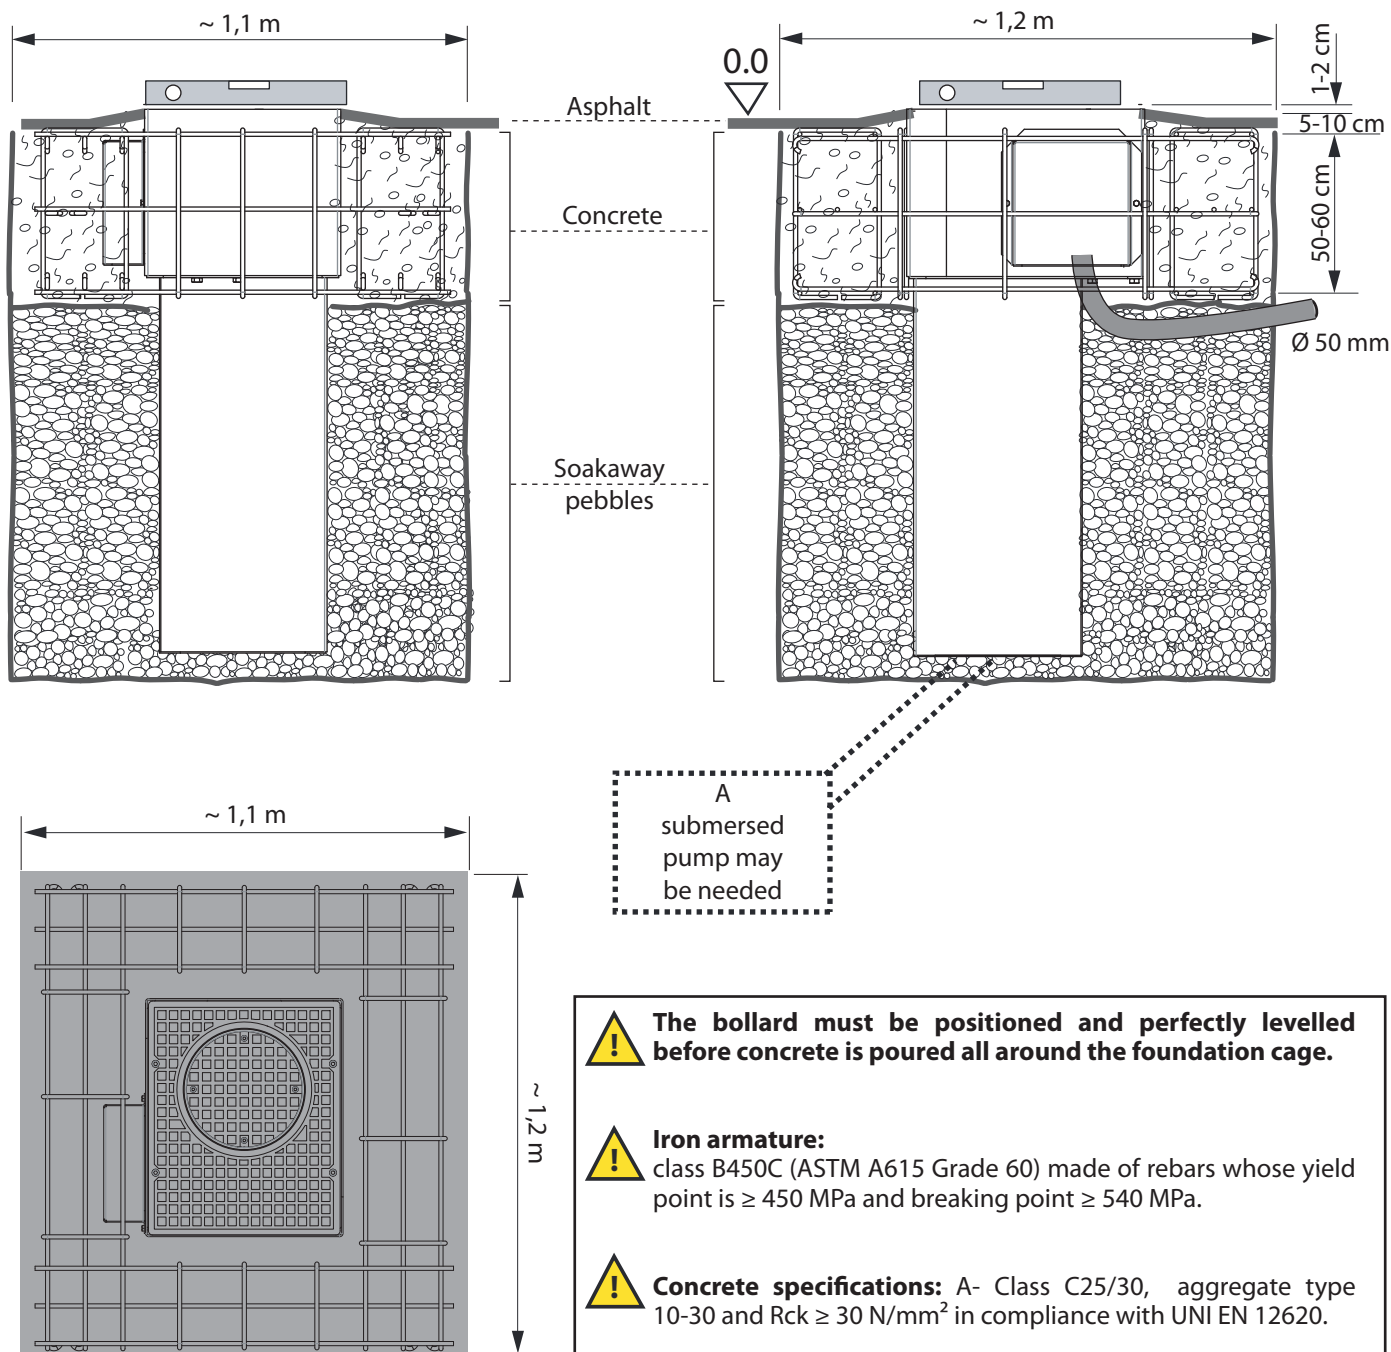 ~ 1,1 m
~ 1,2 m
0.0
1-2 cm
Asphalt
5-10 cm
Concrete
50-60 cm
Ø 50 mm
Soakaway
pebbles
A
submersed
pump may
be needed
~ 1,1 m
~ 1,2 m
! The bollard must be positioned and perfectly levelled
before concrete is poured all around the foundation cage.
! Iron armature:
class B450C (ASTM A615 Grade 60) made of rebars whose yield
point is ≥ 450 MPa and breaking point ≥ 540 MPa.
! Concrete specifications: A- Class C25/30, aggregate type
10-30 and Rck ≥ 30 N/mm² in compliance with UNI EN 12620.